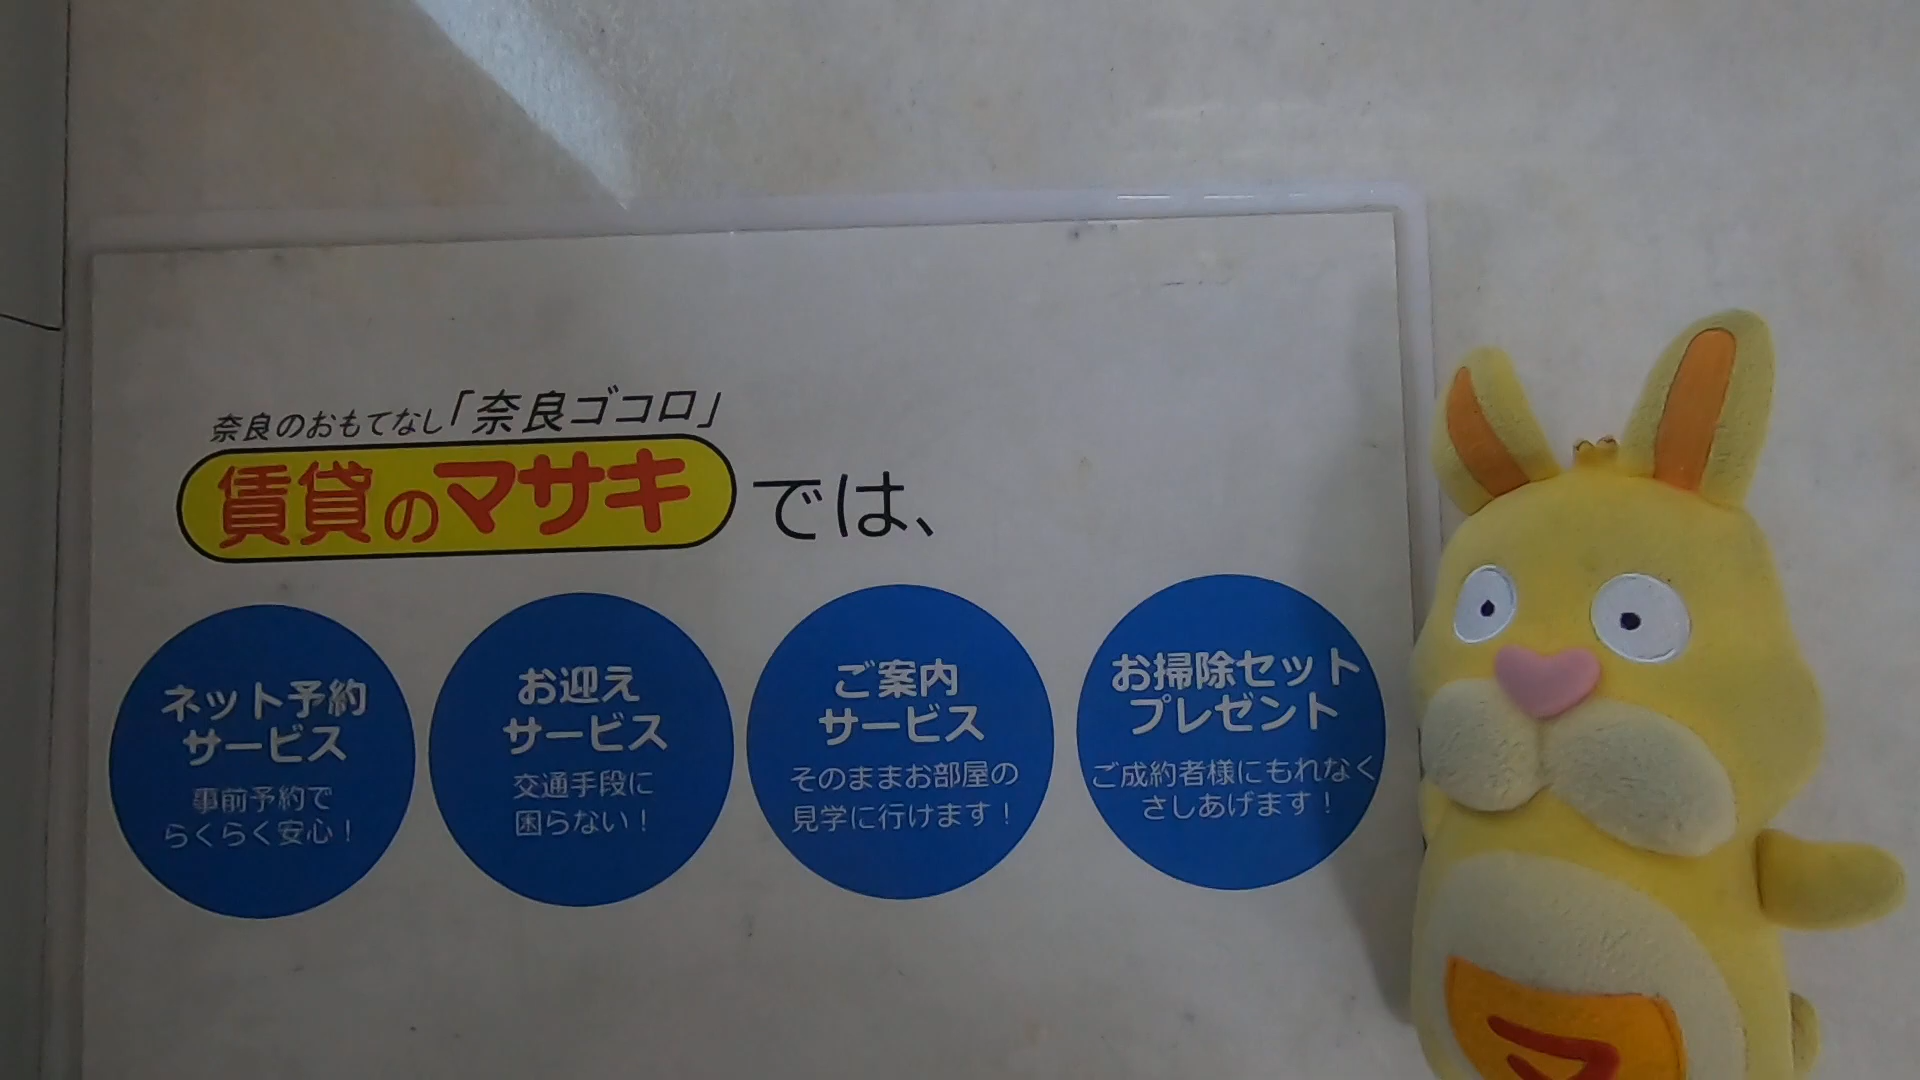 奈良のおもてなし「奈良ゴコロ」
賃貸のマサキでは、
ネット予約
サービス
事前予約で
らくらく安心！
お迎え
サービス
交通手段に
困らない！
ご案内
サービス
そのままお部屋の
見学に行けます！
お掃除セット
プレゼント
ご成約者様にもれなく
さしあげます！
マ